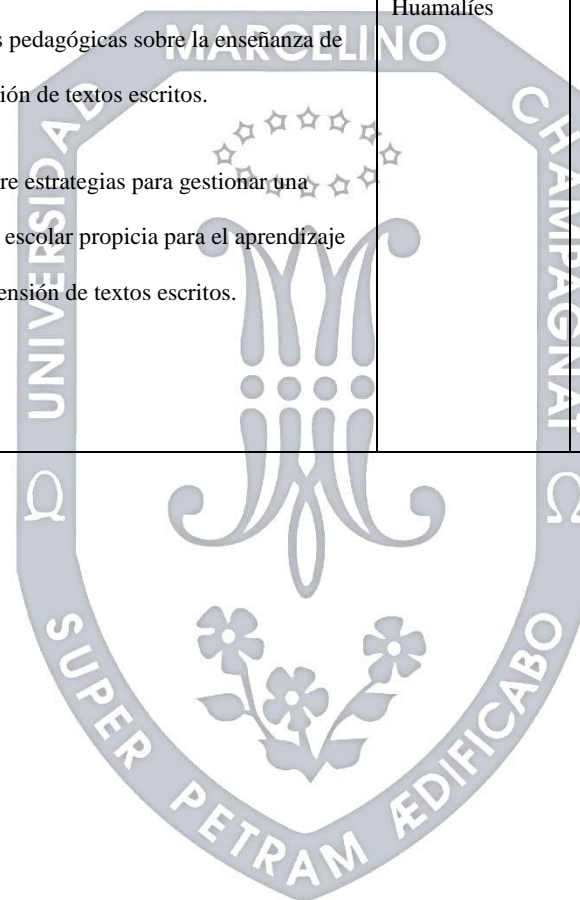 Huamalíes
s pedagógicas sobre la enseñanza de
ión de textos escritos.
re estrategias para gestionar una
escolar propicia para el aprendizaje
ensión de textos escritos.
UNIVERSIDAD MARCELINO CHAMPAGNAT
SUPER PETRAM ÆDIFICABO